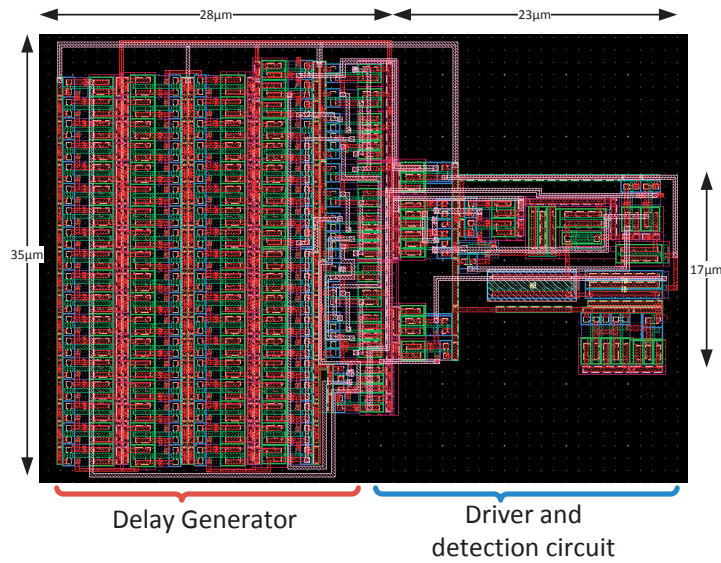 28μm
23μm
35μm
17μm
Delay Generator
Driver and
detection circuit